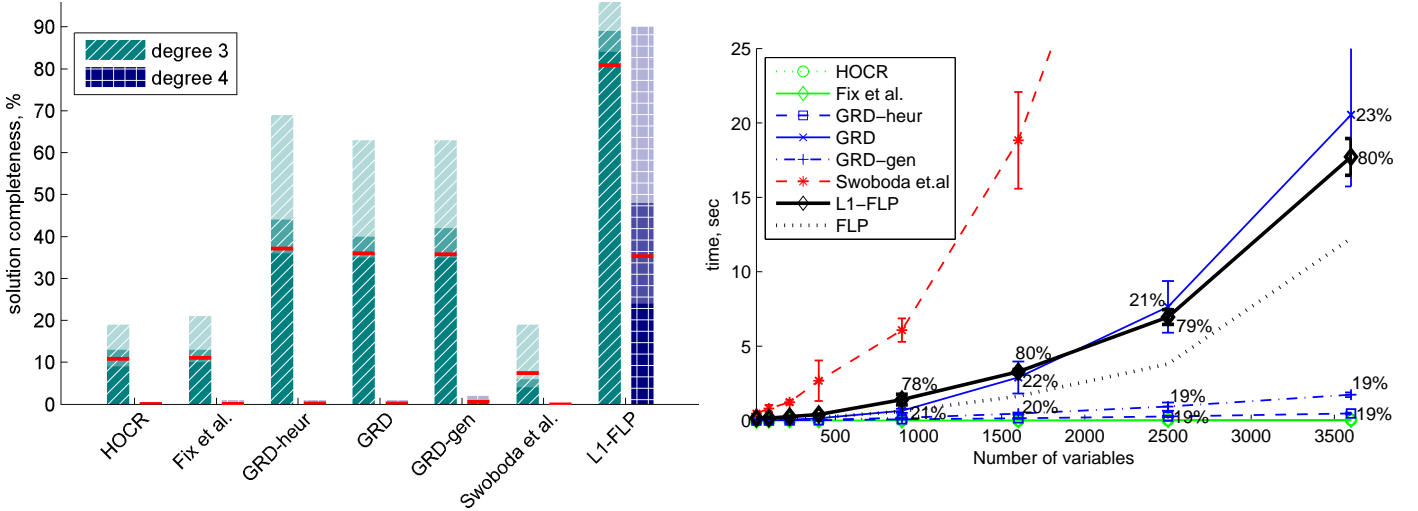 solution completeness, %
90
80
70
60
50
40
30
20
10
0
degree 3
degree 4
HOCR
Fix et al.
GRD-heur
GRD
GRD-gen
Swoboda et al.
L1-FLP
time, sec
25
20
15
10
5
0
HOCR
Fix et al.
GRD−heur
GRD
GRD−gen
Swoboda et.al
L1−FLP
FLP
23%
80%
21%
79%
80%
22%
78%
21%
20%
19%
19%
19%
19%
500
1000
1500
2000
2500
3000
3500
Number of variables